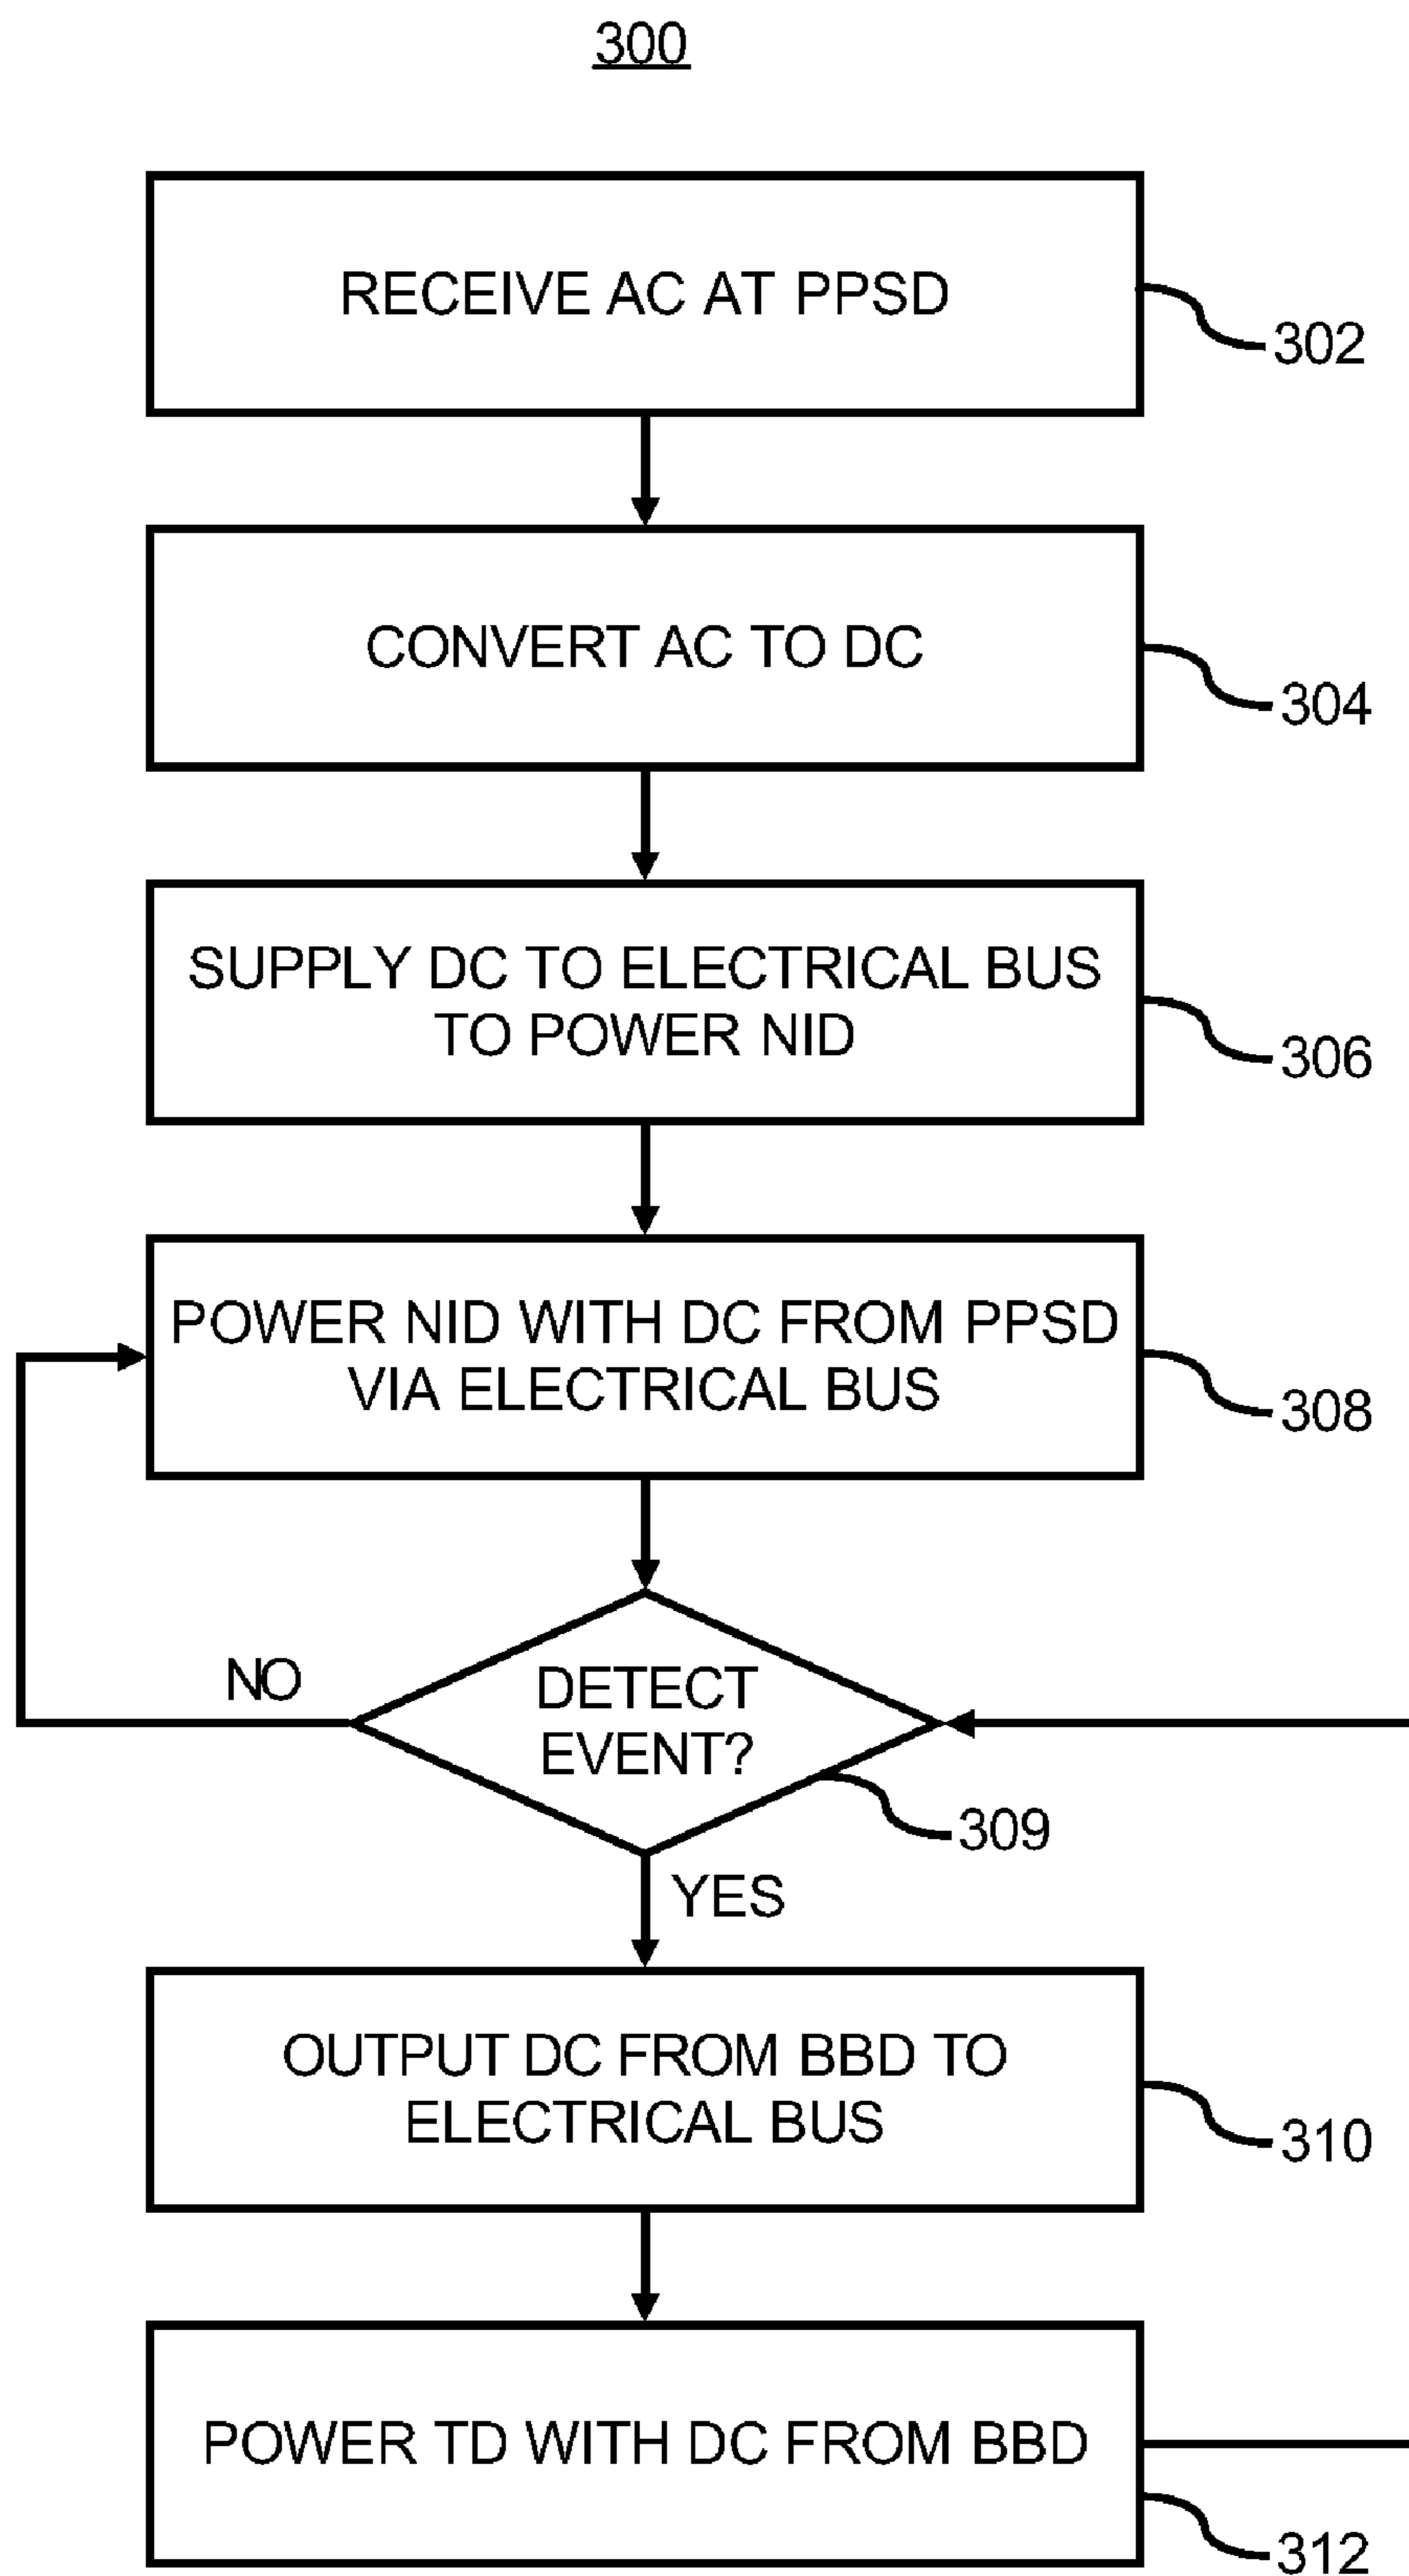 300
RECEIVE AC AT PPSD
302
CONVERT AC TO DC
304
SUPPLY DC TO ELECTRICAL BUS
TO POWER NID
306
POWER NID WITH DC FROM PPSD
VIA ELECTRICAL BUS
308
NO
DETECT
EVENT?
309
YES
OUTPUT DC FROM BBD TO
ELECTRICAL BUS
310
POWER TD WITH DC FROM BBD
312